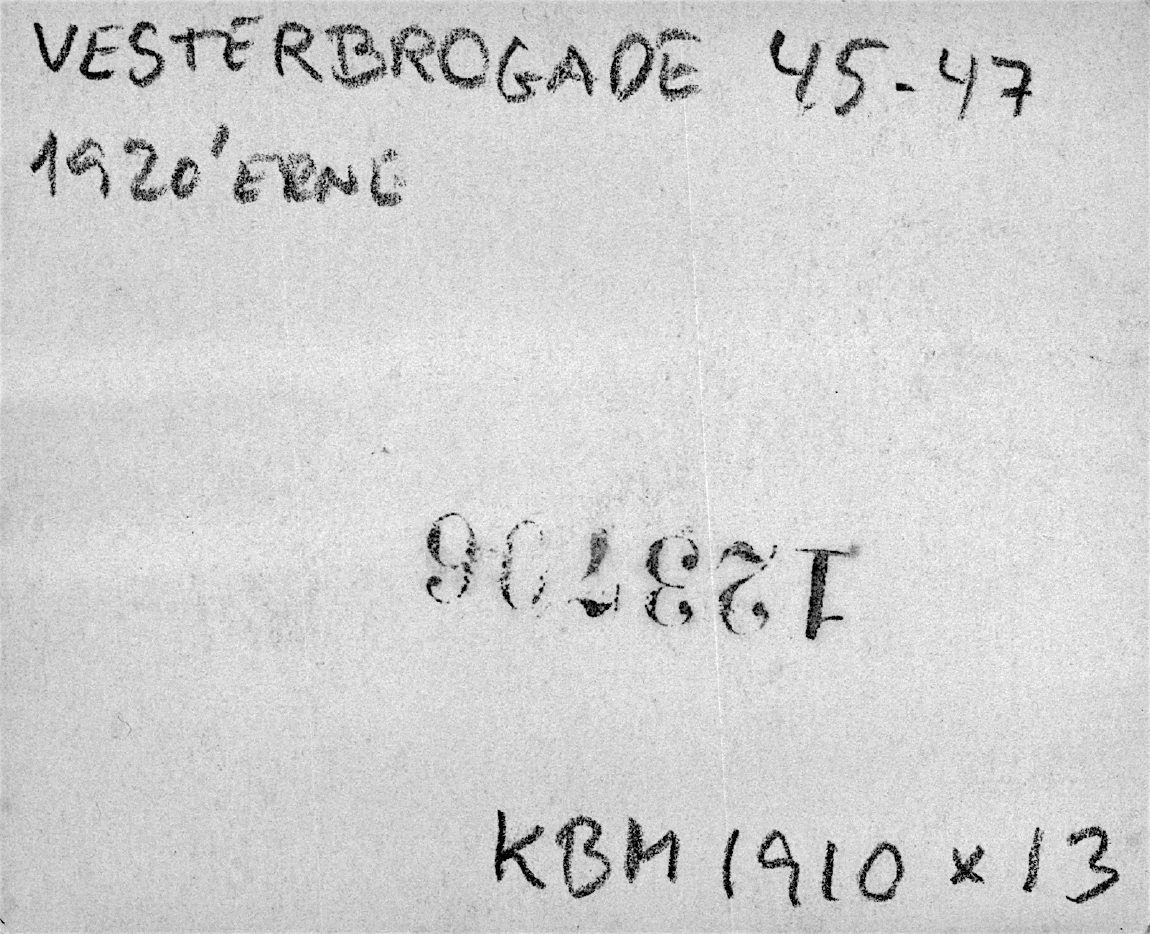 VESTERBROGADE 45-47
1920'ERNE
123706
KBM 1910 x 13